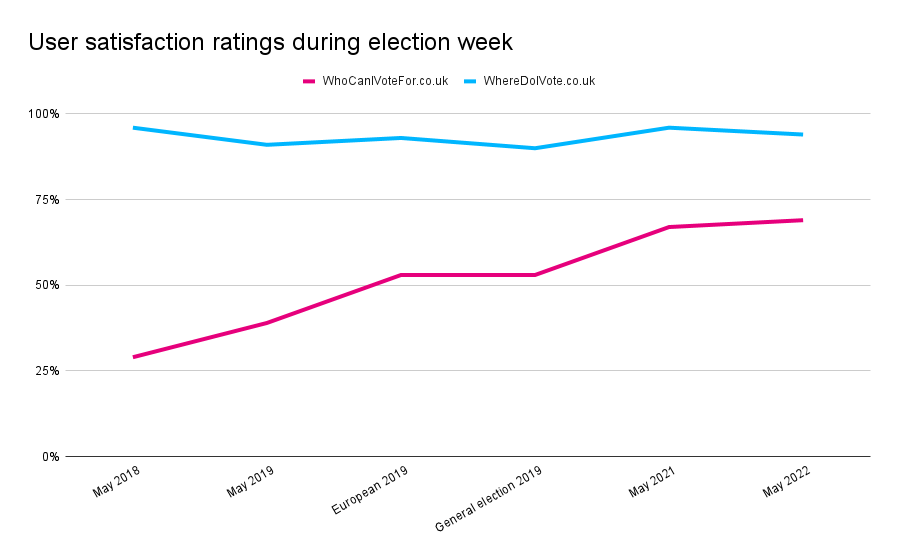 User satisfaction ratings during election week
WhoCanIVoteFor.co.uk WhereDoIVote.co.uk
100%
75%
50%
25%
0%
May 2018
May 2019
European 2019
General election 2019
May 2021
May 2022